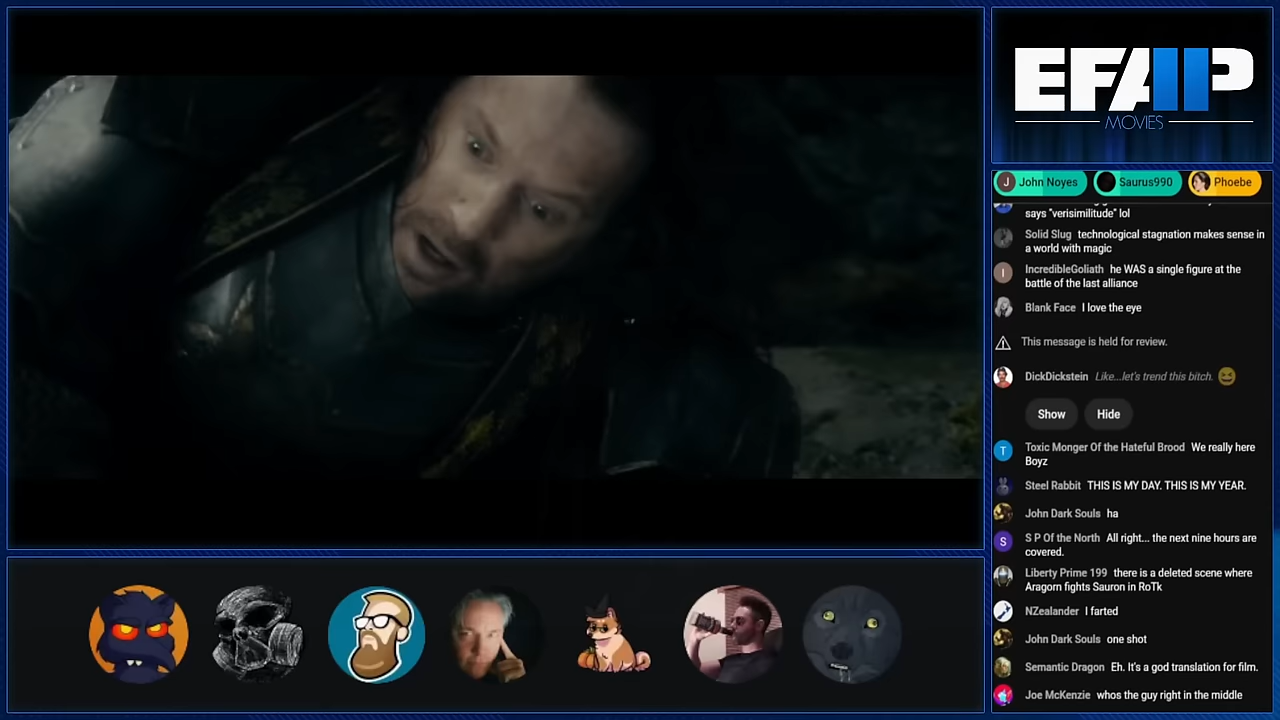 EFAP
MOVIES
J John Noyes Saurus990 Phoebe
says "verisimilitude" lol
Solid Slug technological stagnation makes sense in
a world with magic
I IncredibleGoliath he WAS a single figure at the
battle of the last alliance
Blank Face I love the eye
This message is held for review.
DickDickstein Like...let's trend this bitch.
Show Hide
T Toxic Monger Of the Hateful Brood We really here
Boyz
Steel Rabbit THIS IS MY DAY. THIS IS MY YEAR.
John Dark Souls ha
S S P Of the North All right... the next nine hours are
covered.
Liberty Prime 199 there is a deleted scene where
Aragorn fights Sauron in RoTk
NZealander I farted
John Dark Souls one shot
Semantic Dragon Eh. It's a god translation for film.
Joe McKenzie whos the guy right in the middle